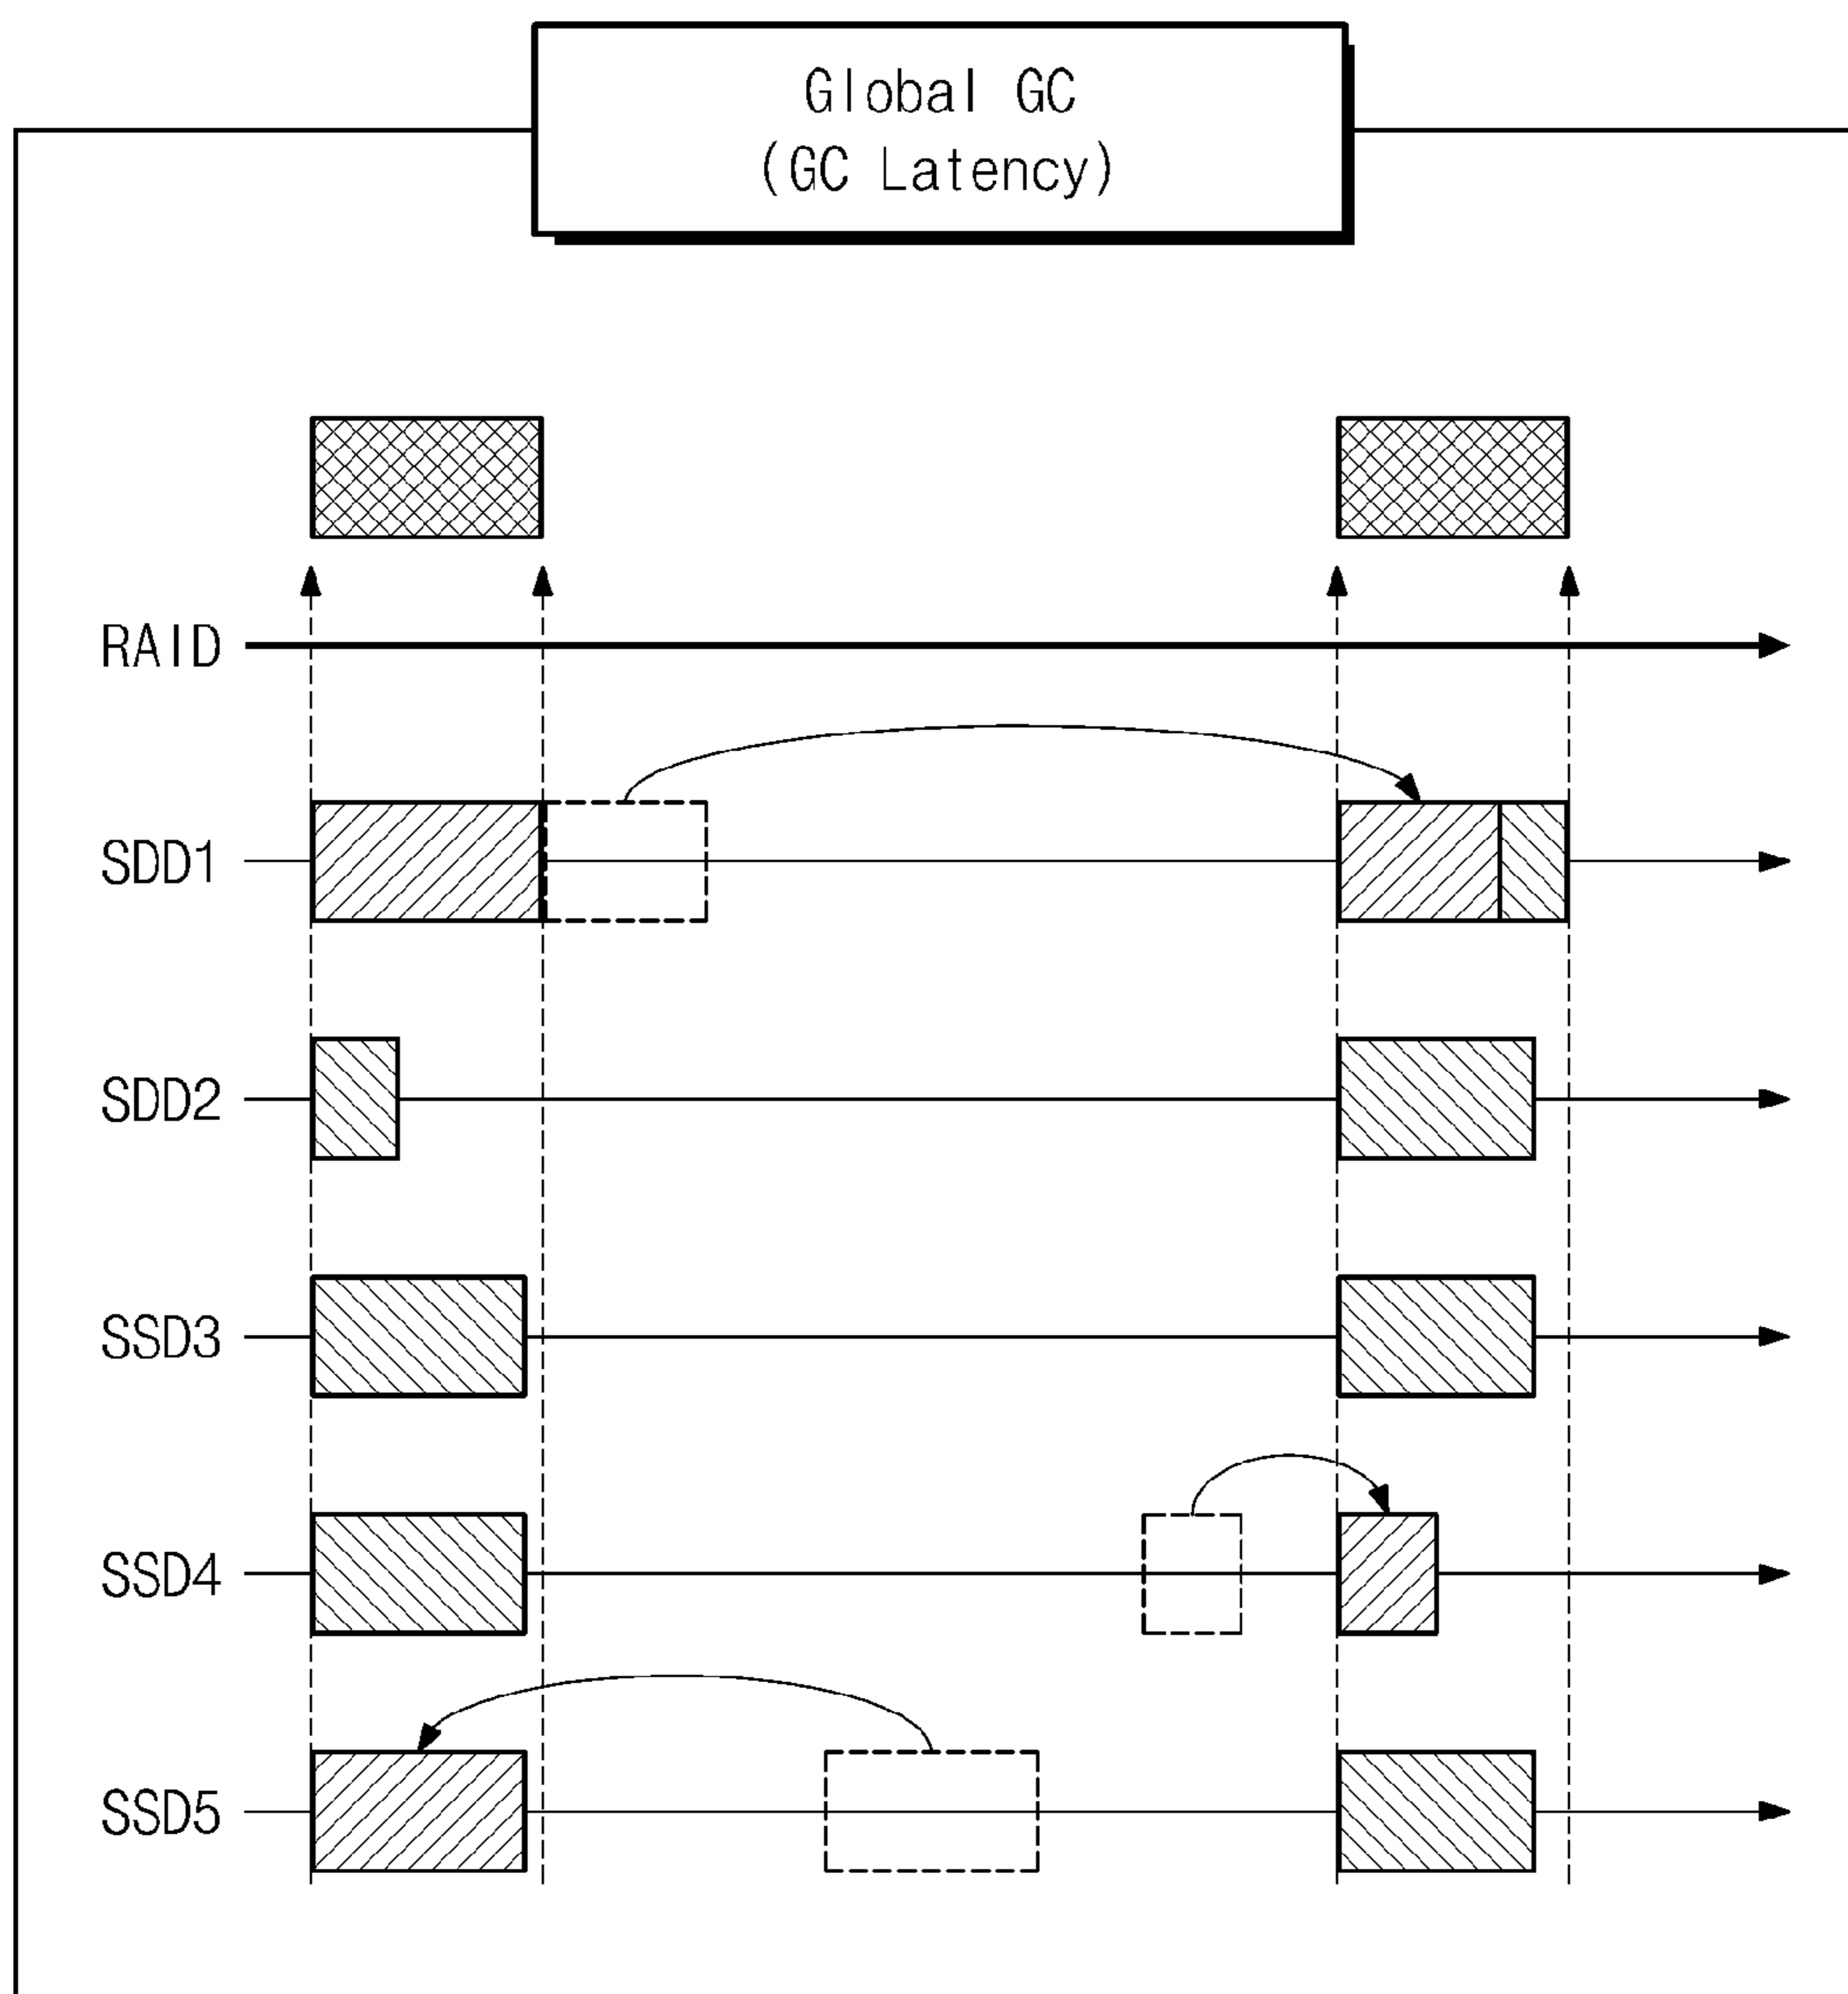 Global GC
(GC Latency)
RAID
SDD1
SDD2
SSD3
SSD4
SSD5